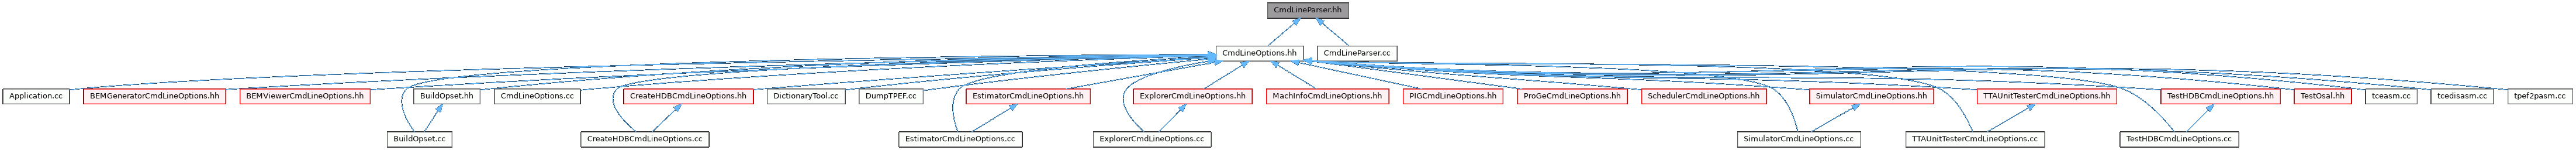 CmdLineParser.hh
CmdLineOptions.hh
CmdLineParser.cc
Application.cc
BEMGeneratorCmdLineOptions.hh
BEMViewerCmdLineOptions.hh
BuildOpset.hh
CmdLineOptions.cc
CreateHDBCmdLineOptions.hh
DictionaryTool.cc
DumpTPEF.cc
EstimatorCmdLineOptions.hh
ExplorerCmdLineOptions.hh
MachInfoCmdLineOptions.hh
PIGCmdLineOptions.hh
ProGeCmdLineOptions.hh
SchedulerCmdLineOptions.hh
SimulatorCmdLineOptions.hh
TTAUnitTesterCmdLineOptions.hh
TestHDBCmdLineOptions.hh
TestOsal.hh
tceasm.cc
tcedisasm.cc
tpef2pasm.cc
BuildOpset.cc
CreateHDBCmdLineOptions.cc
EstimatorCmdLineOptions.cc
ExplorerCmdLineOptions.cc
SimulatorCmdLineOptions.cc
TTAUnitTesterCmdLineOptions.cc
TestHDBCmdLineOptions.cc